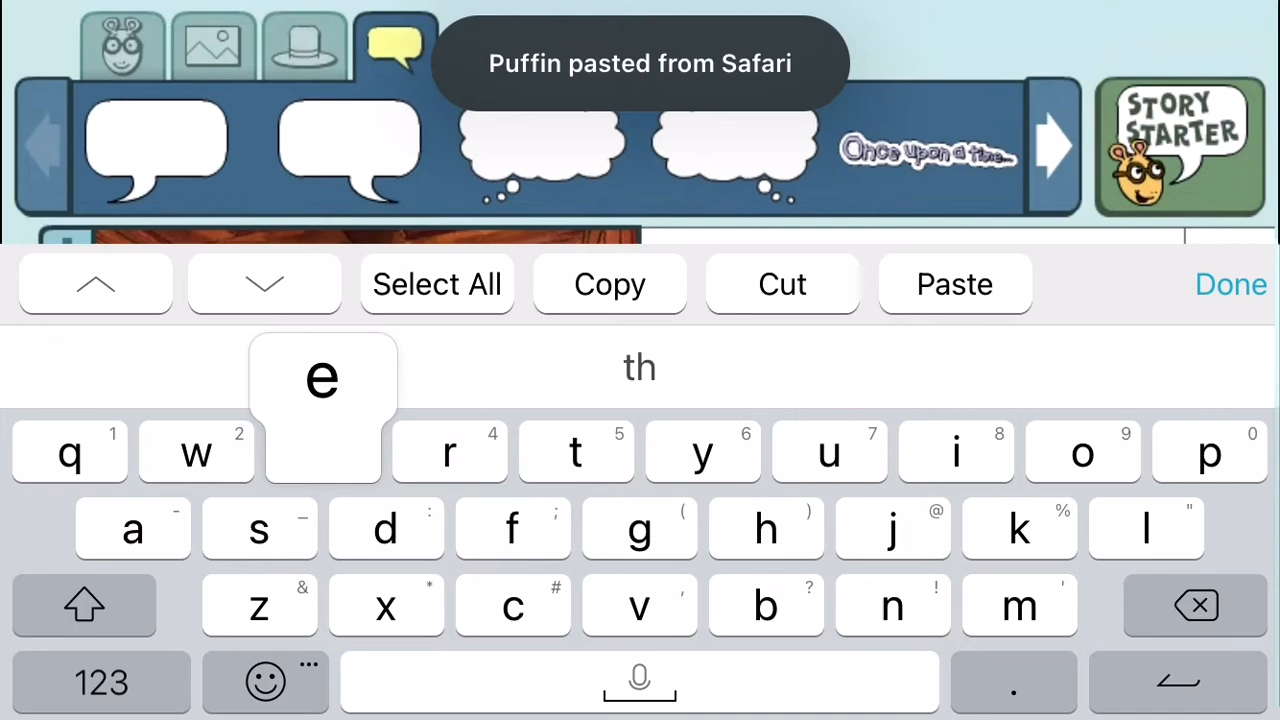 Puffin pasted from Safari
Once upon a time...
STORY
STARTER
Select All Copy Cut Paste Done
e th
q 1 w 2 r 4 t 5 y 6 u 7 i 8 o 9 p 0
a - s _ d : f ; g ( h ) j @ k % l "
z & x * c # v , b ? n ! m '
123 .